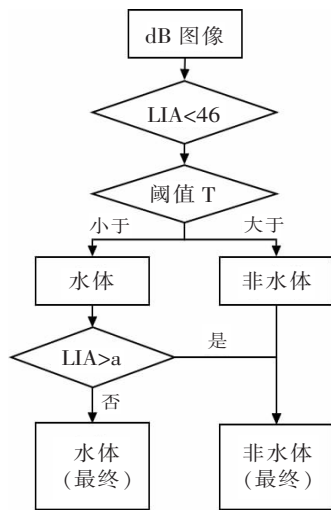 dB 图像
LIA<46
阈值 T
小于
大于
水体
非水体
LIA>a
是
否
水体
(最终)
非水体
(最终)